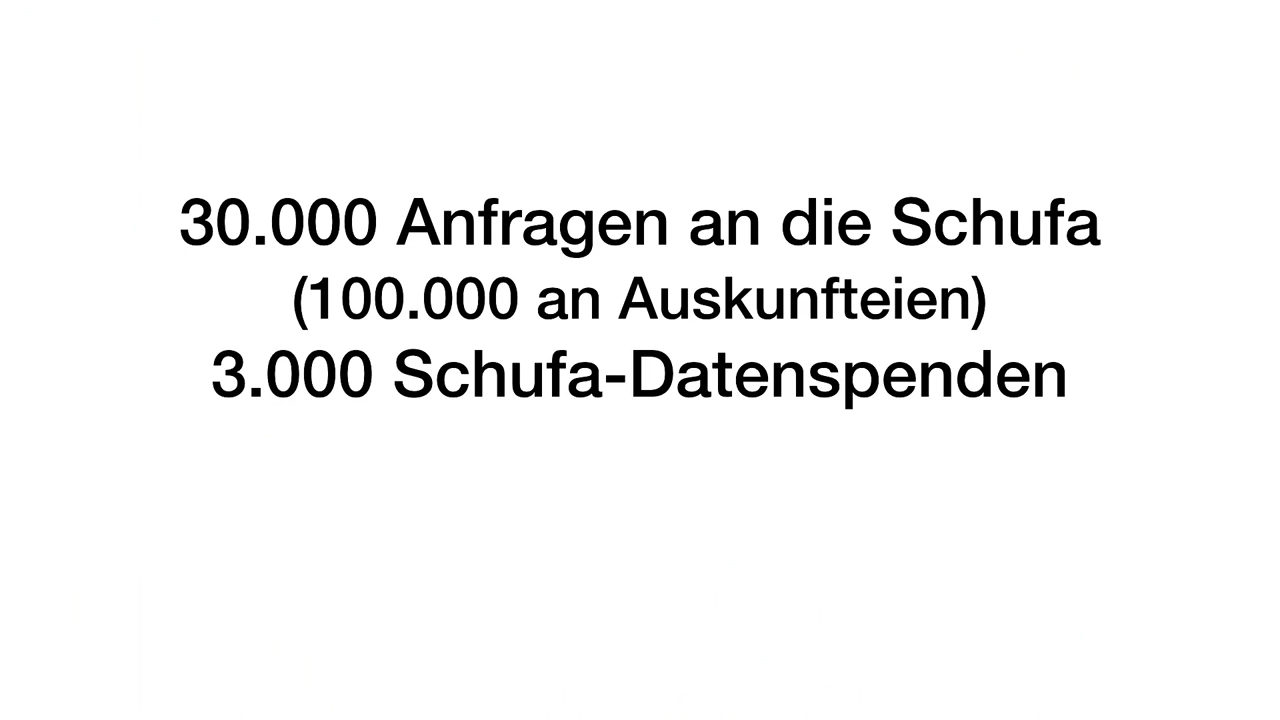 30.000 Anfragen an die Schufa
(100.000 an Auskunfteien)
3.000 Schufa-Datenspenden